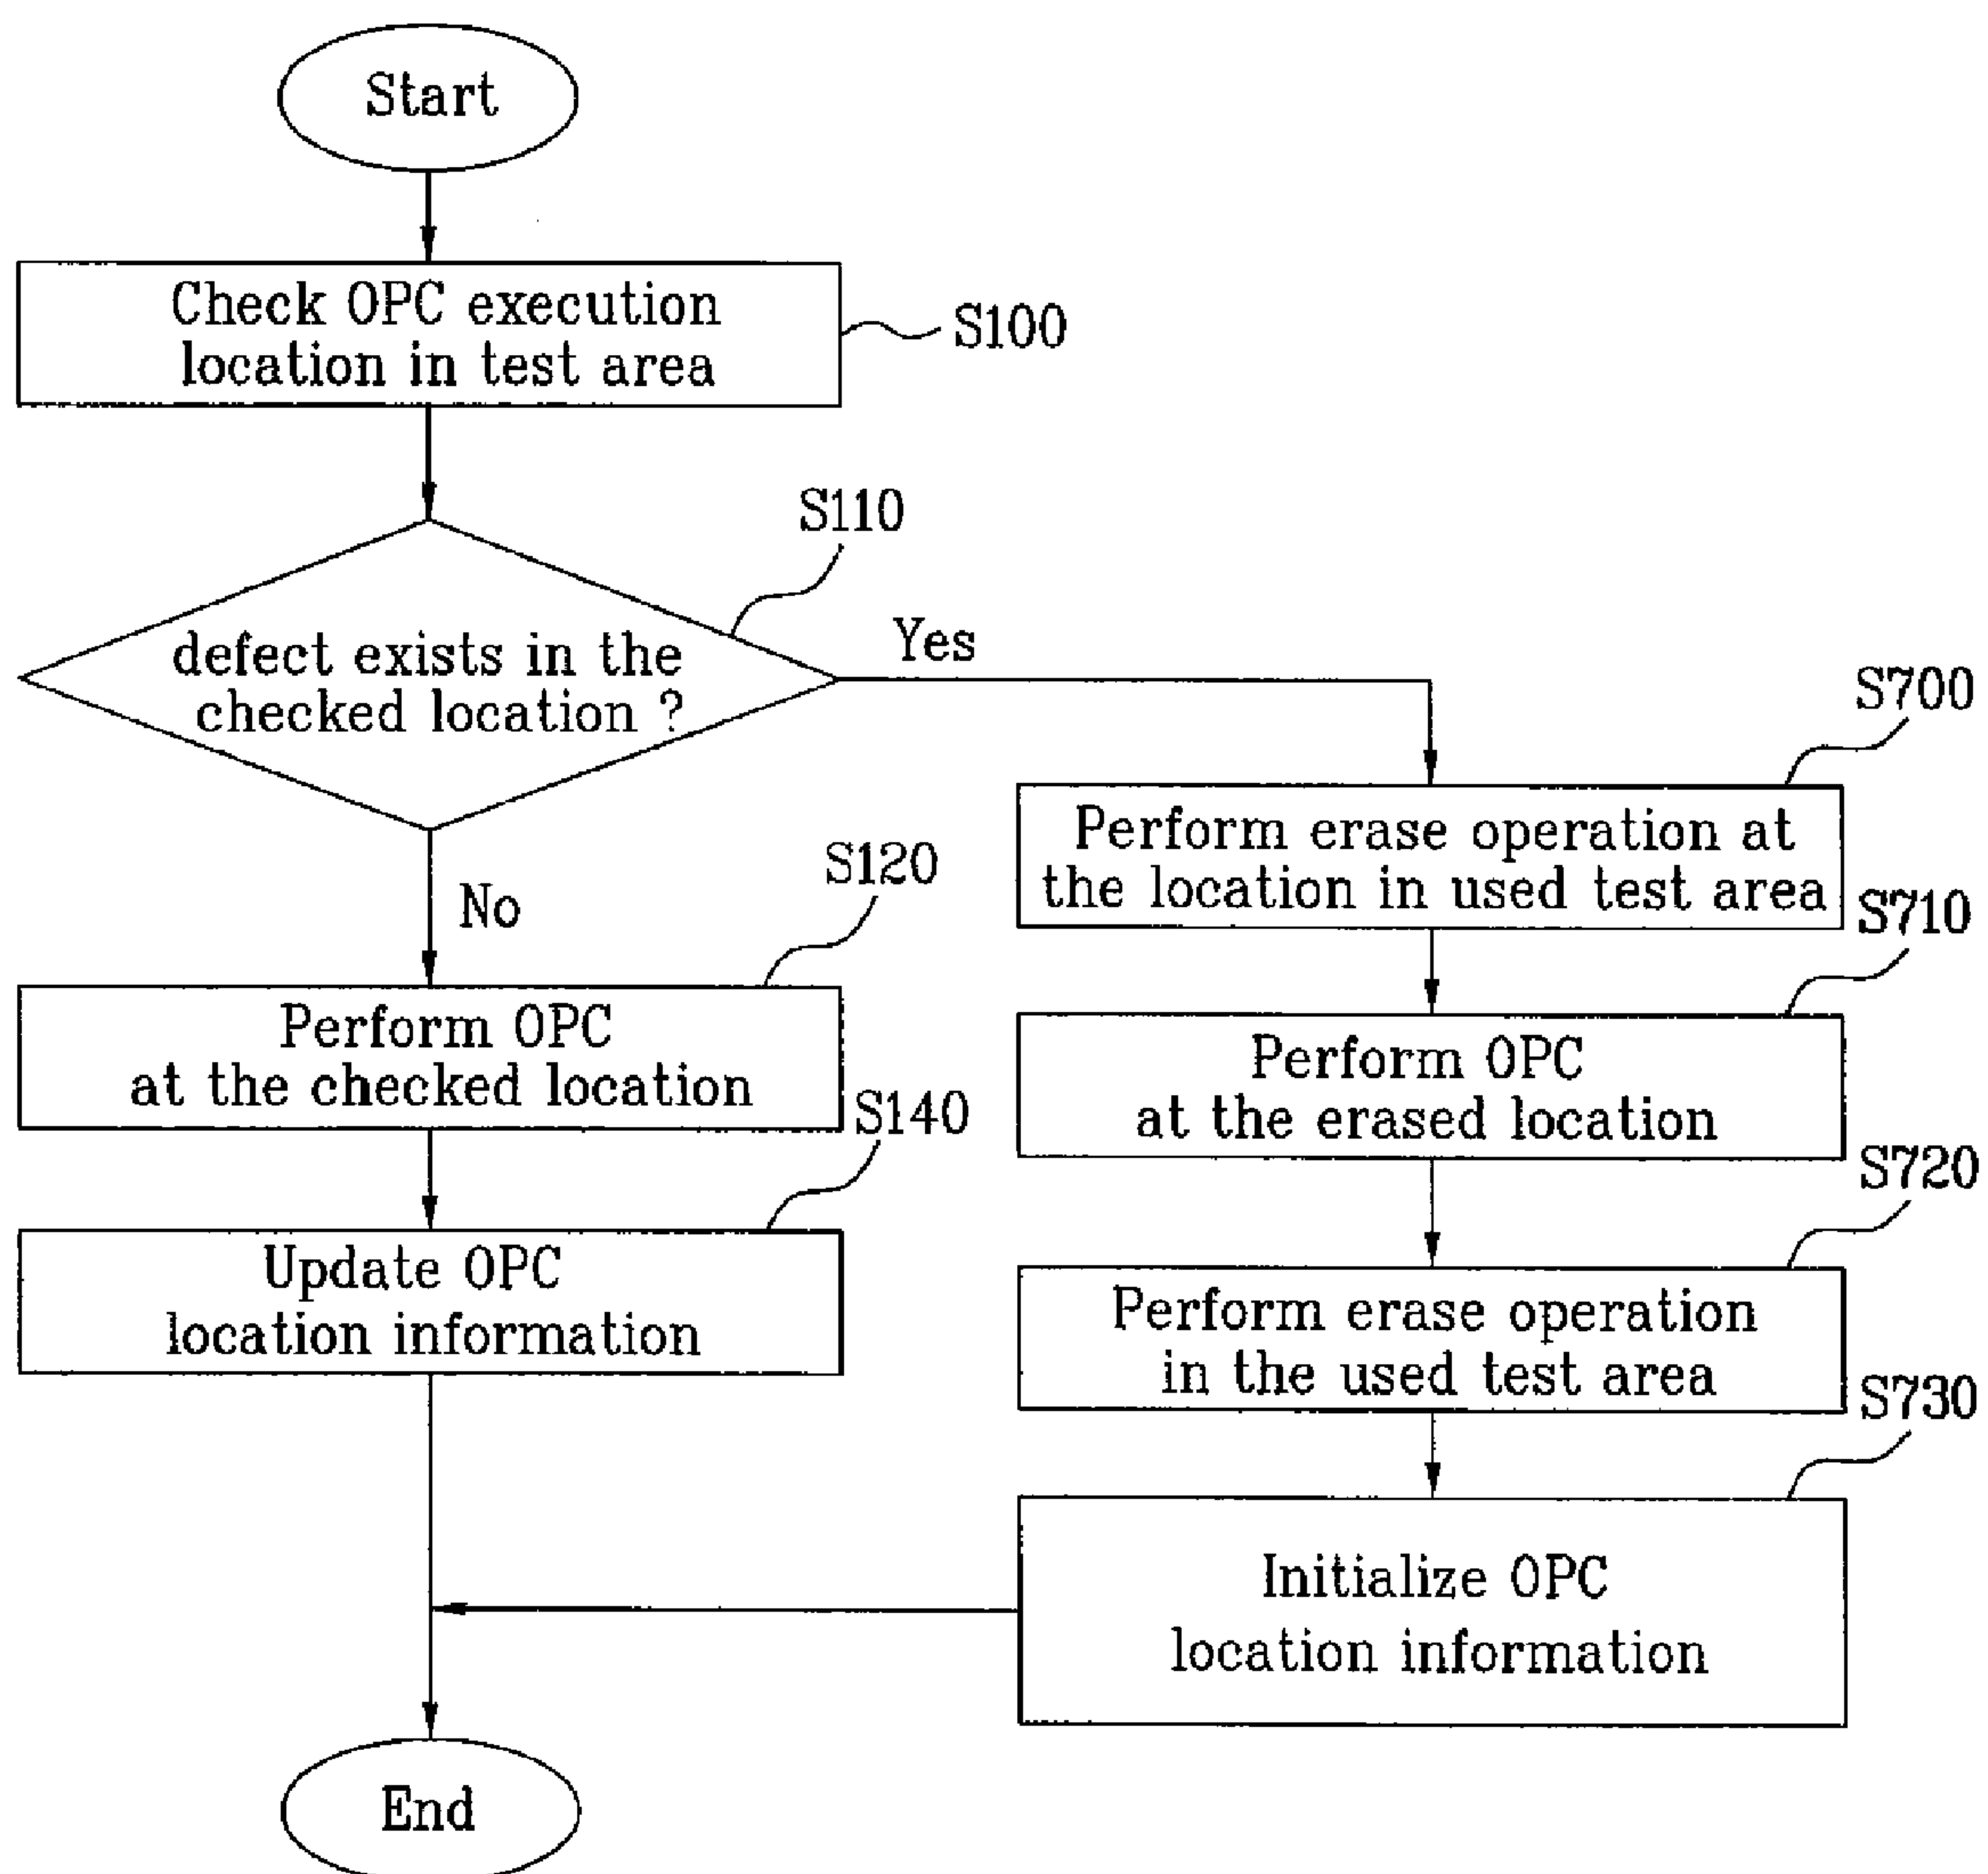 Start
Check OPC execution
location in test area
S100
S110
defect exists in the
checked location ?
Yes
No
S120
Perform OPC
at the checked location
S140
Update OPC
location information
S700
Perform erase operation at
the location in used test area
S710
Perform OPC
at the erased location
S720
Perform erase operation
in the used test area
S730
Initialize OPC
location information
End